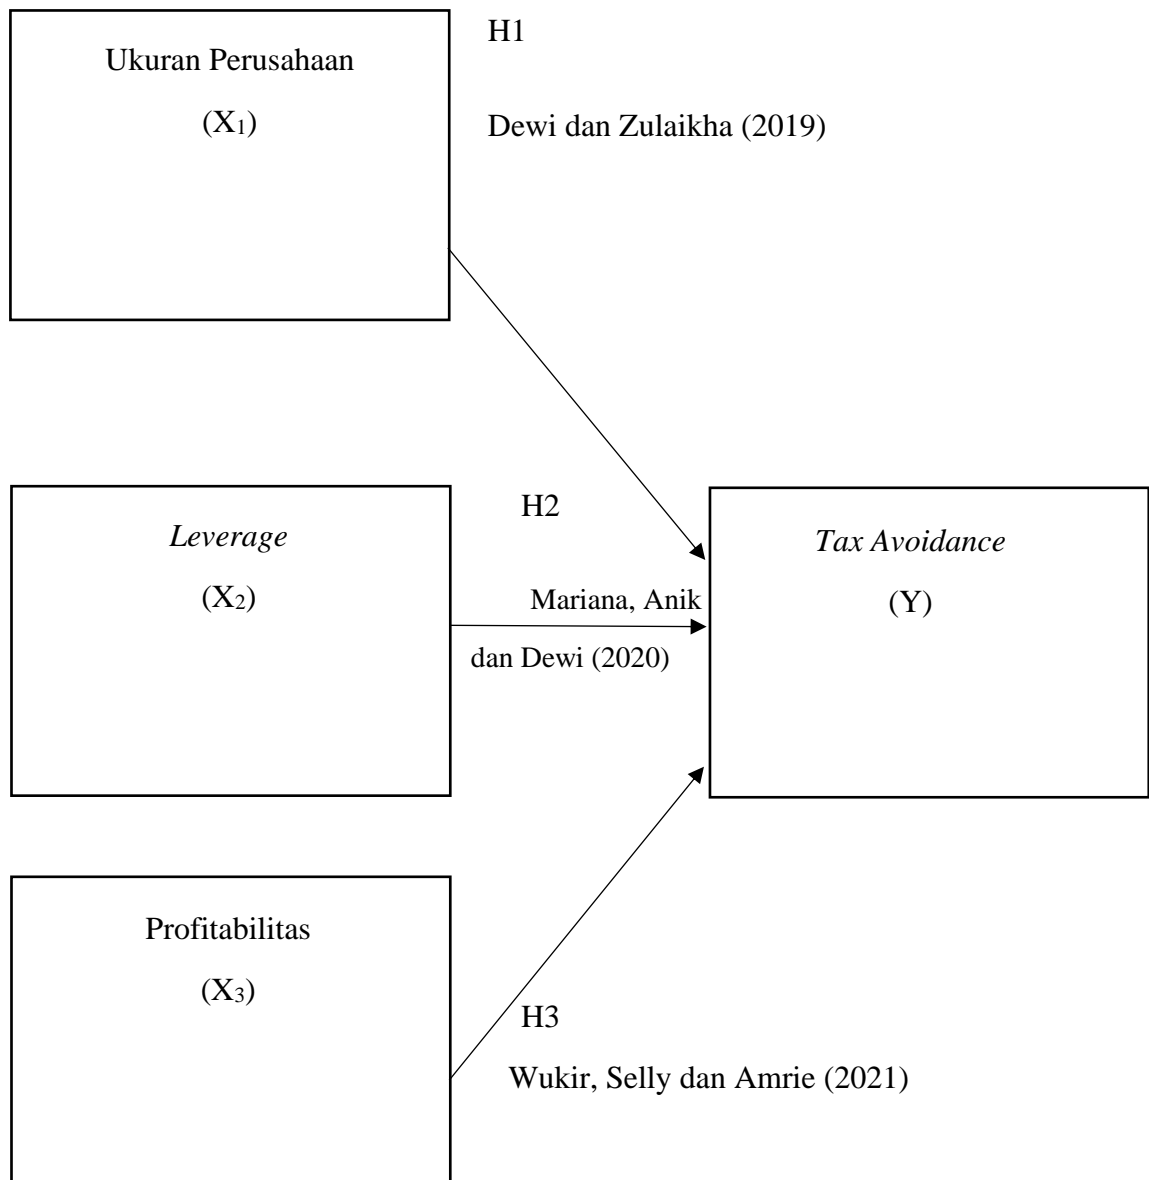 Ukuran Perusahaan
(X₁)
H1
Dewi dan Zulaikha (2019)
Leverage
(X₂)
H2
Mariana, Anik
dan Dewi (2020)
Tax Avoidance
(Y)
Profitabilitas
(X₃)
H3
Wukir, Selly dan Amrie (2021)